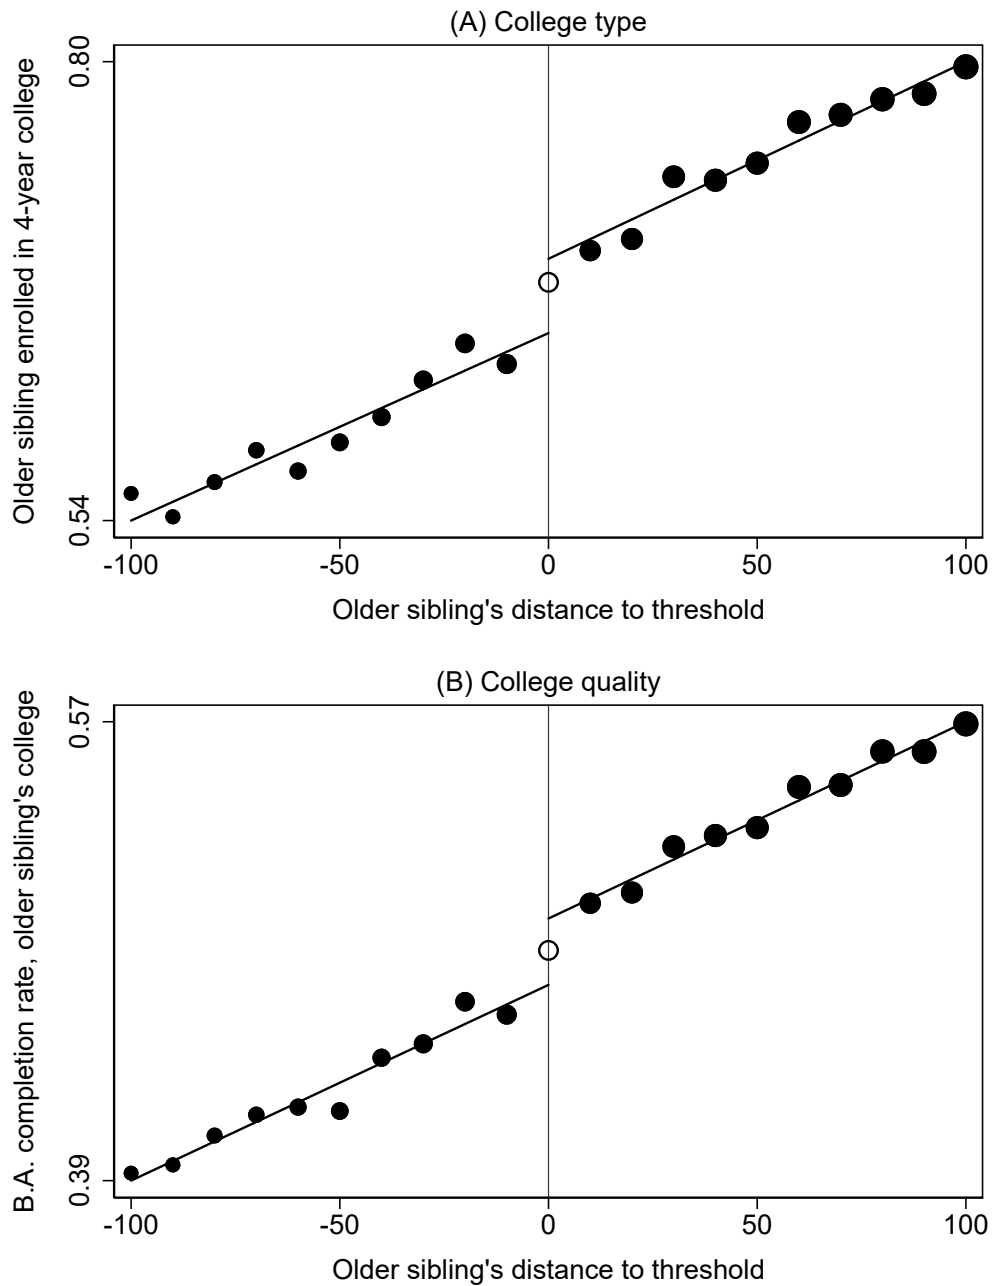 (A) College type
Older sibling enrolled in 4-year college
0.80
0.54
-100 -50 0 50 100
Older sibling's distance to threshold
(B) College quality
B.A. completion rate, older sibling's college
0.57
0.39
-100 -50 0 50 100
Older sibling's distance to threshold